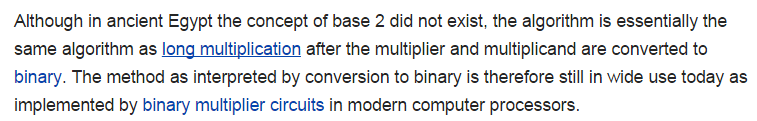 Although in ancient Egypt the concept of base 2 did not exist, the algorithm is essentially the
same algorithm as long multiplication after the multiplier and multiplicand are converted to
binary. The method as interpreted by conversion to binary is therefore still in wide use today as
implemented by binary multiplier circuits in modern computer processors.